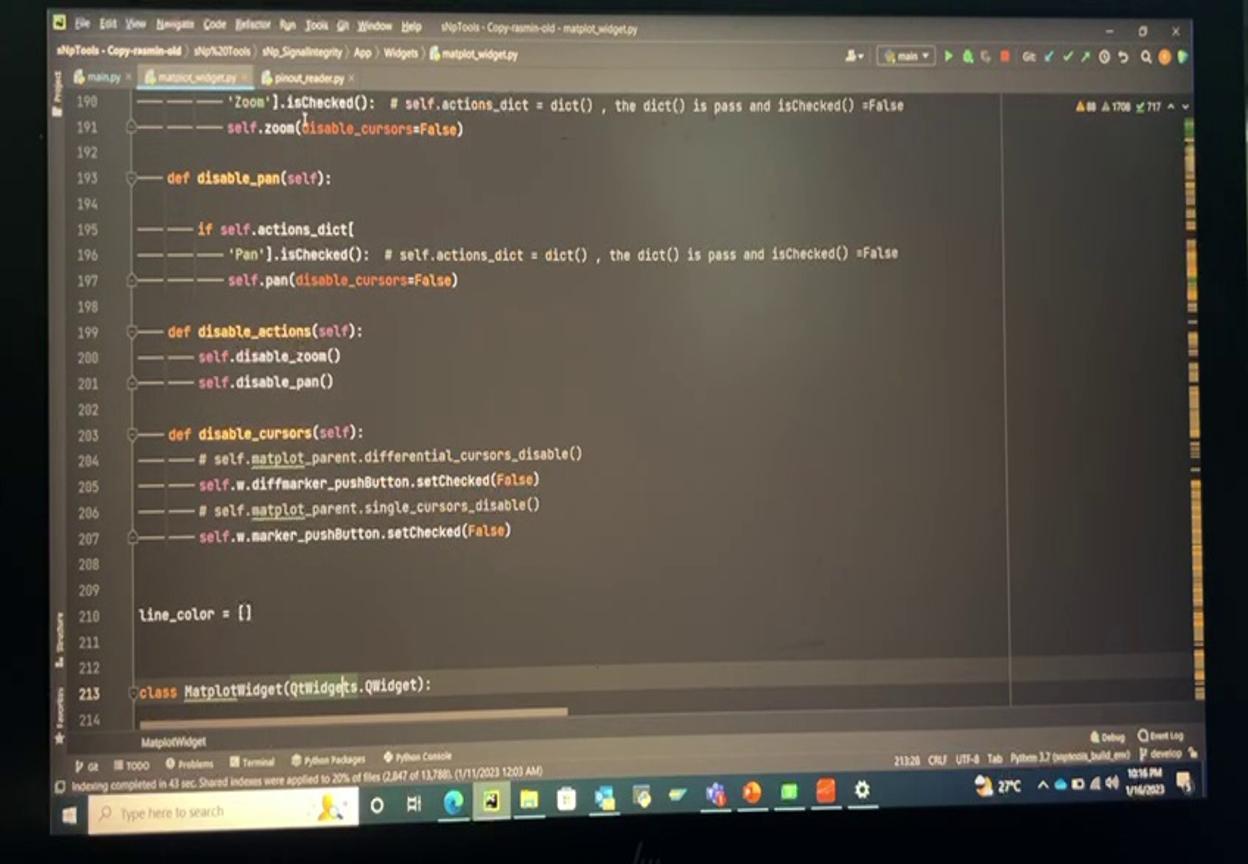 File Edit View Navigate Code Refactor Run Tools Git Window Help sNpTools - Copy-rasmin-old - matplot_widget.py
sNpTools - Copy-rasmin-old › sNp%20Tools › sNp_SignalIntegrity › App › Widgets › matplot_widget.py main Git:
Project
main.py × matplot_widget.py × pinout_reader.py ×
190 'Zoom'].isChecked(): # self.actions_dict = dict() , the dict() is pass and isChecked() =False 1708 717
191 self.zoom(disable_cursors=False)
192
193 def disable_pan(self):
194
195 if self.actions_dict[
196 'Pan'].isChecked(): # self.actions_dict = dict() , the dict() is pass and isChecked() =False
197 self.pan(disable_cursors=False)
198
199 def disable_actions(self):
200 self.disable_zoom()
201 self.disable_pan()
202
203 def disable_cursors(self):
204 # self.matplot_parent.differential_cursors_disable()
205 self.w.diffmarker_pushButton.setChecked(False)
206 # self.matplot_parent.single_cursors_disable()
207 self.w.marker_pushButton.setChecked(False)
208
209
210 line_color = []
211
212
213 class MatplotWidget(QtWidgets.QWidget):
214
Structure
Favorites
MatplotWidget
Git TODO Problems Terminal Python Packages Python Console Debug Event Log
Indexing completed in 43 sec. Shared indexes were applied to 20% of files (2,847 of 13,788). (1/11/2023 12:03 AM) 213:28 CRLF UTF-8 Tab Python 3.7 develop
Type here to search 27°C 10:16 PM
1/16/2023